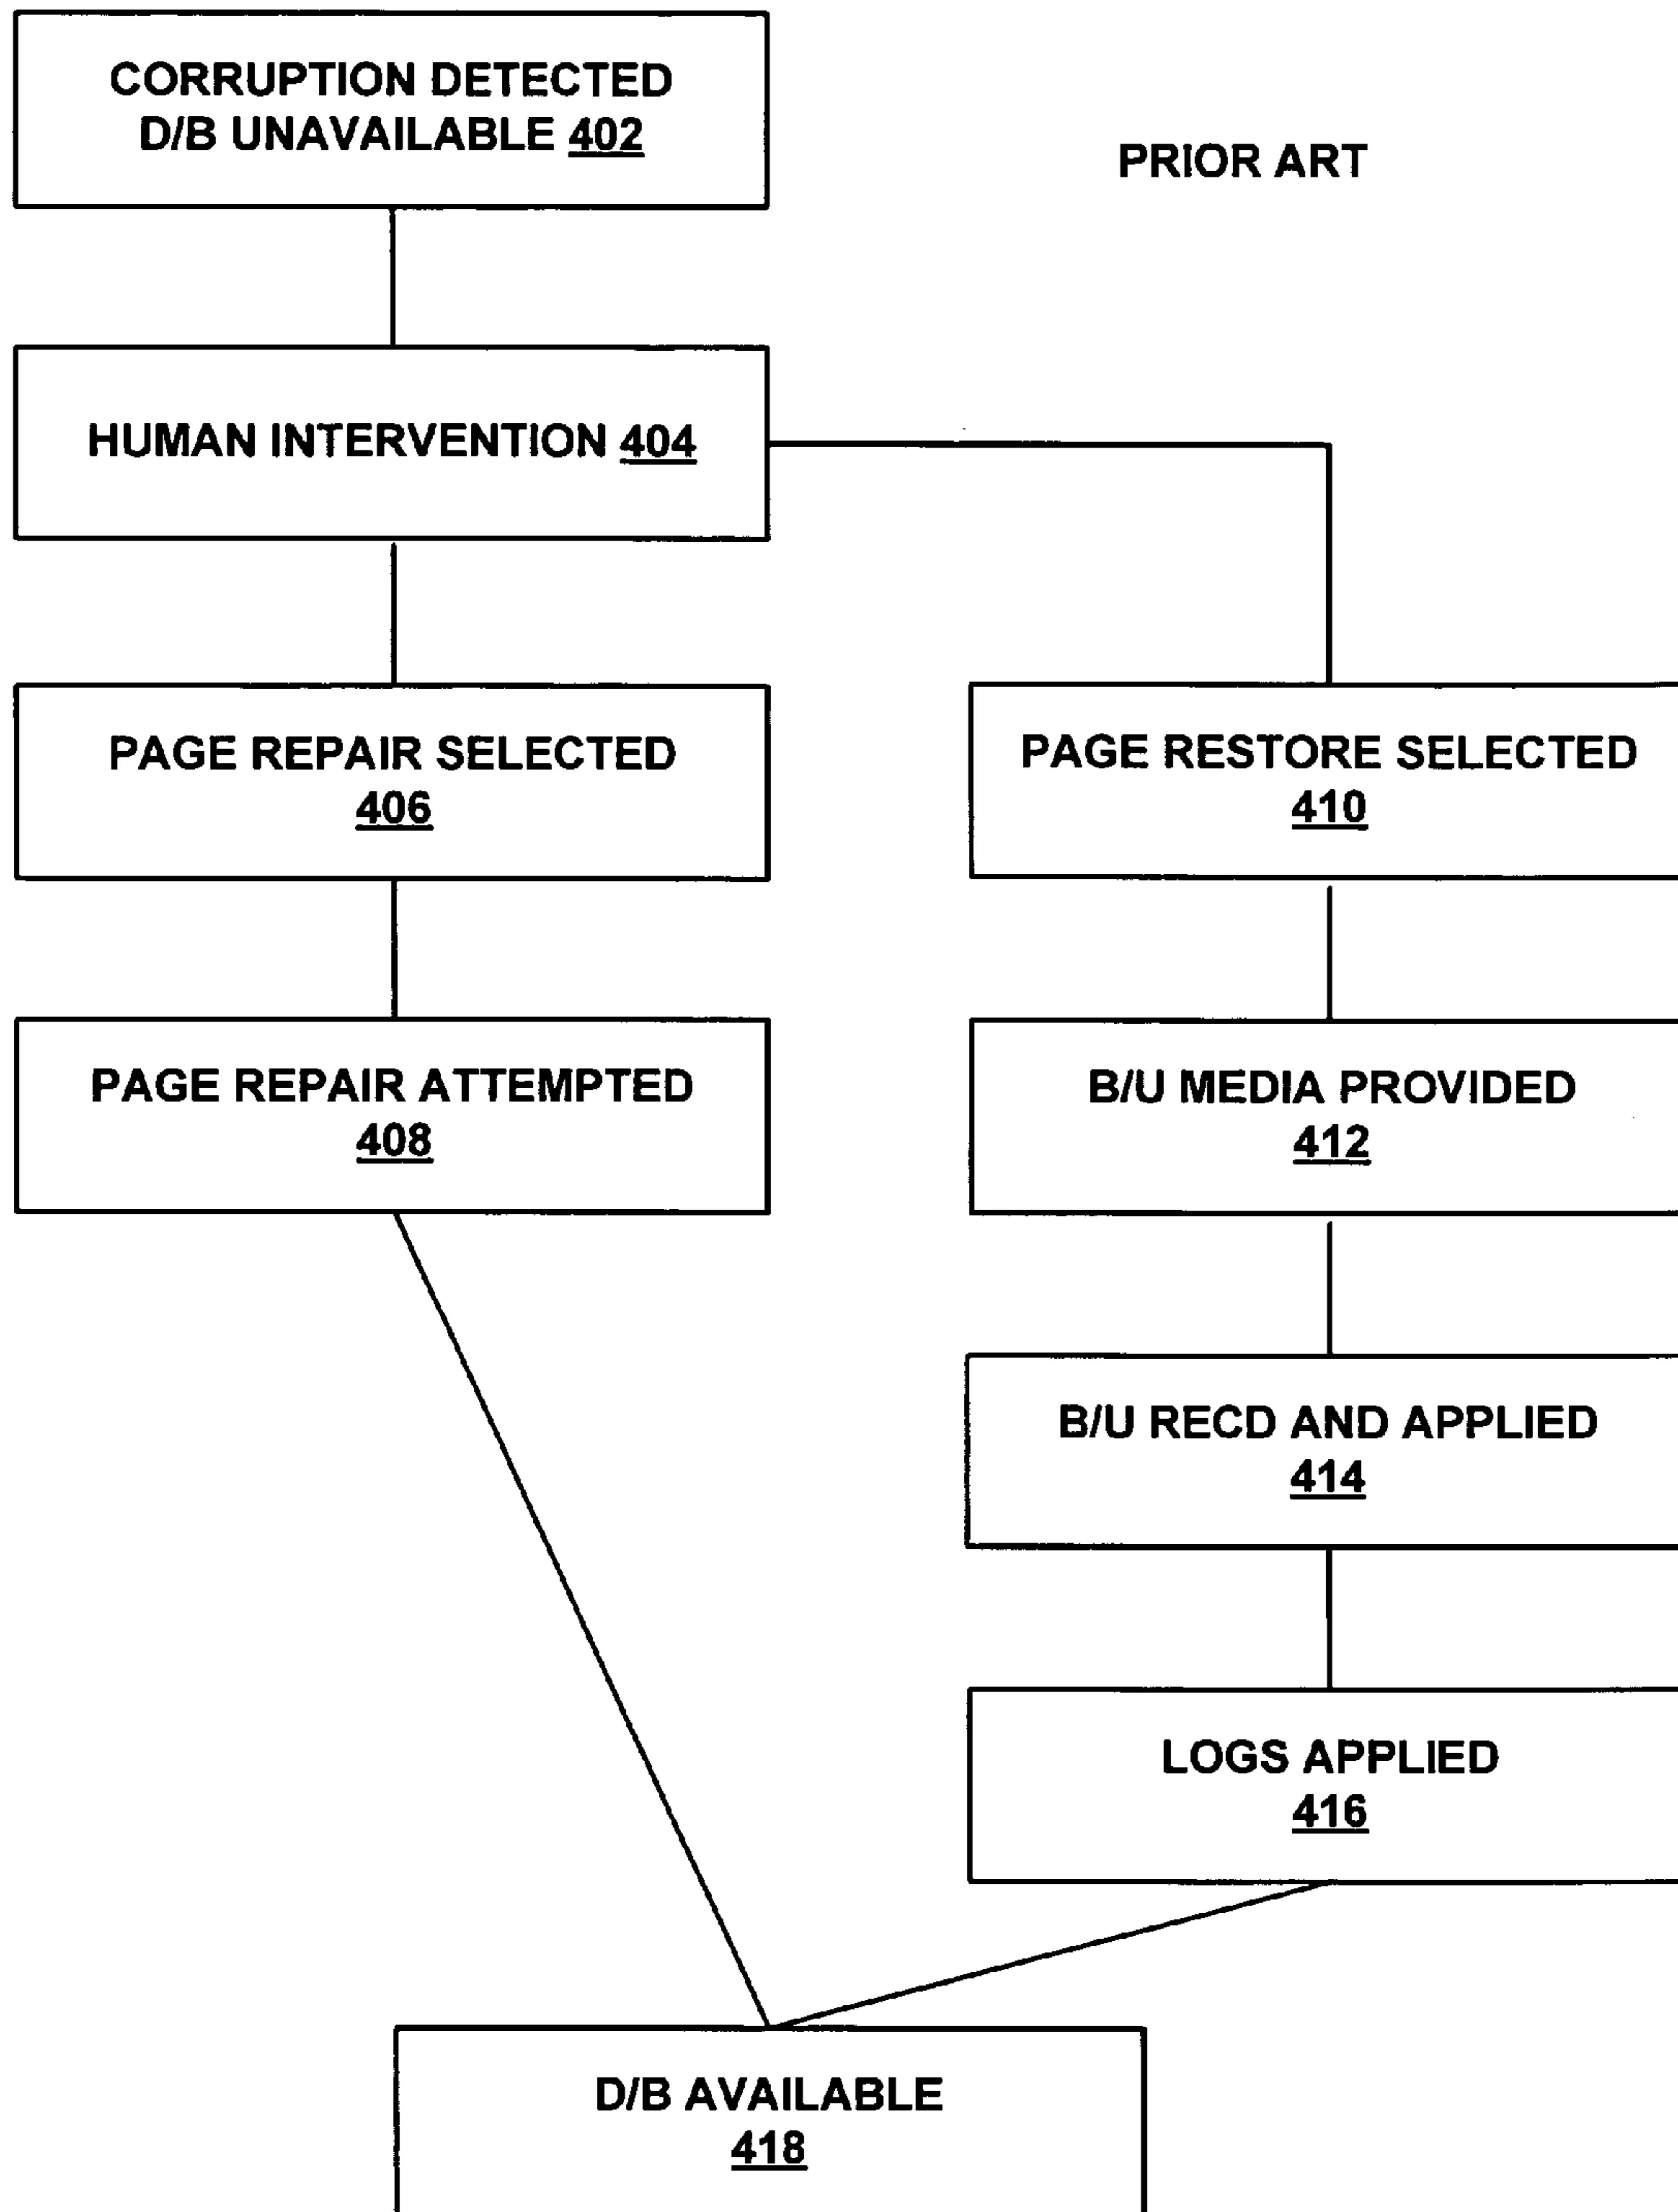 CORRUPTION DETECTED
D/B UNAVAILABLE 402
PRIOR ART
HUMAN INTERVENTION 404
PAGE REPAIR SELECTED
406
PAGE RESTORE SELECTED
410
PAGE REPAIR ATTEMPTED
408
B/U MEDIA PROVIDED
412
B/U RECD AND APPLIED
414
LOGS APPLIED
416
D/B AVAILABLE
418